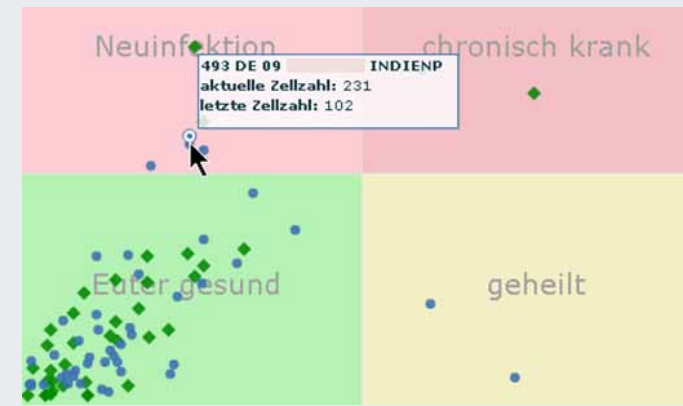 Neuinfektion
chronisch krank
493 DE 09 INDIENP
aktuelle Zellzahl: 231
letzte Zellzahl: 102
Euter gesund
geheilt